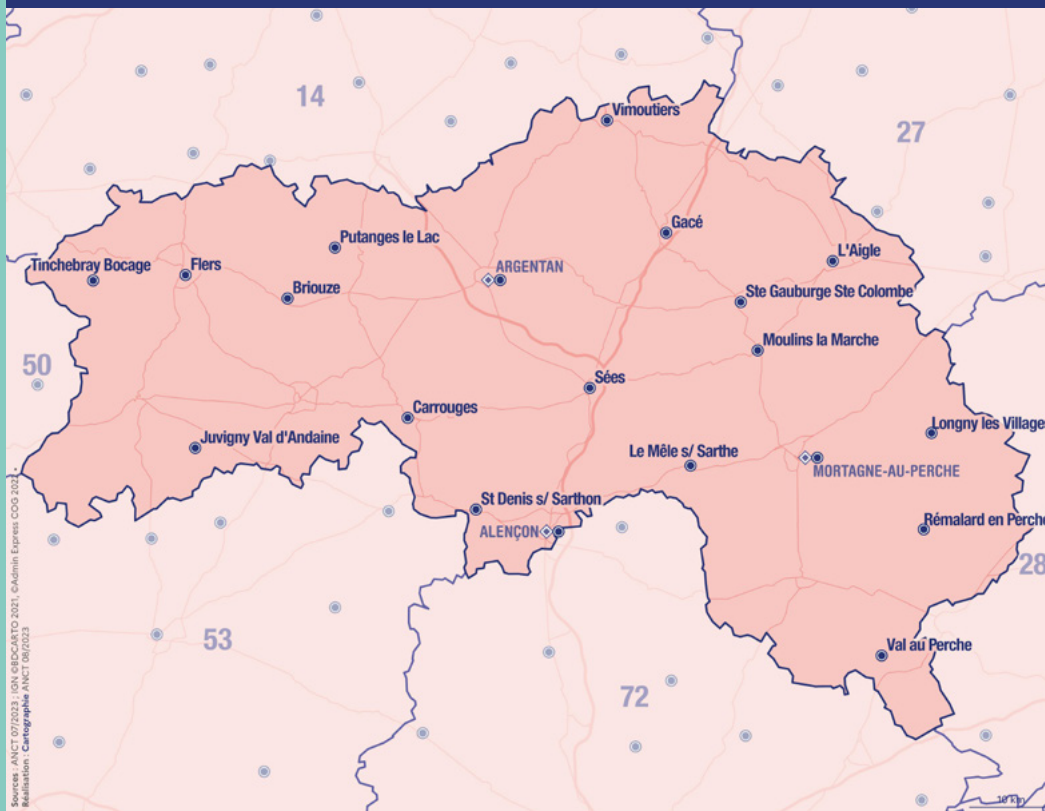 14
27
Vimoutiers
Gacé
Putanges le Lac
L'Aigle
Tinchebray Bocage
Flers
ARGENTAN
Briouze
Ste Gauburge Ste Colombe
Moulins la Marche
50
Sées
Carrouges
Longny les Villages
Juvigny Val d'Andaine
Le Mêle s/ Sarthe
MORTAGNE-AU-PERCHE
St Denis s/ Sarthon
ALENÇON
Rémalard en Perche
28
53
Val au Perche
72
Sources : ANCT 07/2023 ; IGN ©BDCARTO 2021, ©Admin Express COG 2022 -
Réalisation : Cartographie ANCT 08/2023
10 km